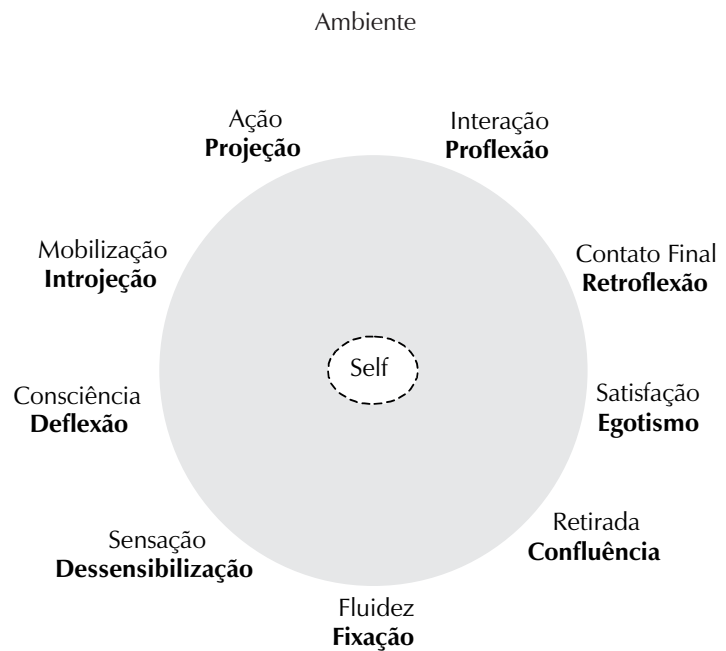 Ambiente
Ação
Projeção
Interação
Proflexão
Mobilização
Introjeção
Contato Final
Retroflexão
Self
Consciência
Deflexão
Satisfação
Egotismo
Sensação
Dessensibilização
Retirada
Confluência
Fluidez
Fixação